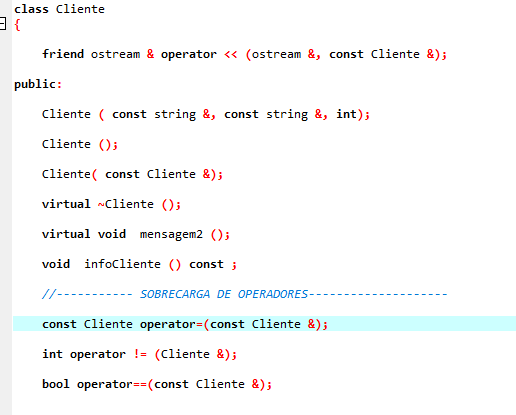 class Cliente
{
friend ostream & operator << (ostream &, const Cliente &);
public:
Cliente ( const string &, const string &, int);
Cliente ();
Cliente( const Cliente &);
virtual ~Cliente ();
virtual void  mensagem2 ();
void  infoCliente () const ;
//----------- SOBRECARGA DE OPERADORES--------------------
const Cliente operator=(const Cliente &);
int operator != (Cliente &);
bool operator==(const Cliente &);